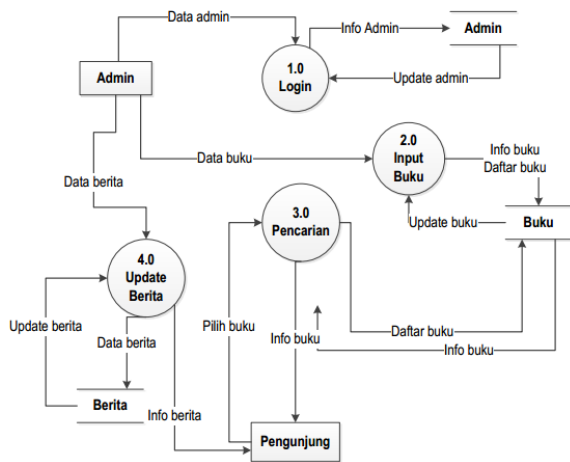 Data admin
Info Admin
Admin
1.0
Login
Admin
Update admin
2.0
Input
Buku
Info buku
Daftar buku
Data buku
Data berita
3.0
Pencarian
Update buku
Buku
4.0
Update
Berita
Update berita
Pilih buku
Info buku
Daftar buku
Data berita
Info buku
Berita
Info berita
Pengunjung